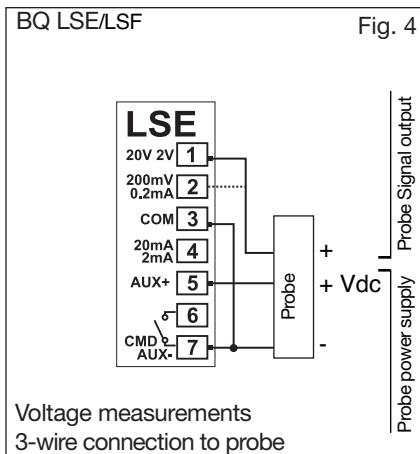 BQ LSE/LSF
Fig. 4
LSE
20V 2V 1
200mV 2
0.2mA
COM 3
20mA 4
2mA
AUX+ 5
6
CMD 7
AUX-
Probe
+
+ Vdc
-
Probe Signal output
Probe power supply
Voltage measurements
3-wire connection to probe